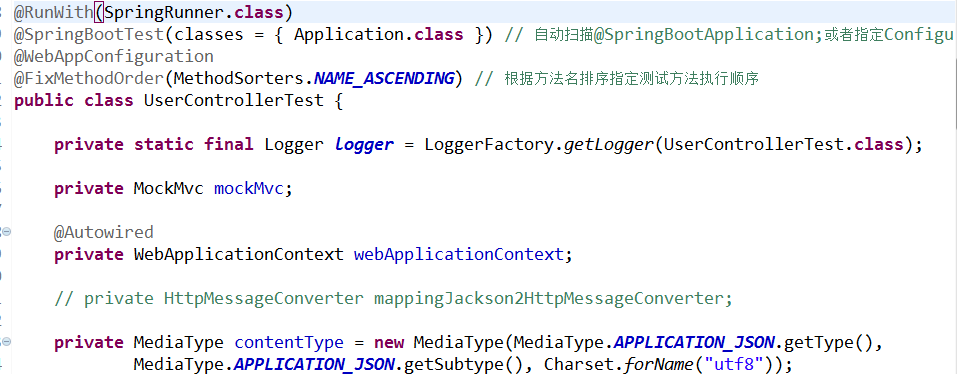 @RunWith(SpringRunner.class)
@SpringBootTest(classes = { Application.class }) // 自动扫描@SpringBootApplication;或者指定Configu
@WebAppConfiguration
@FixMethodOrder(MethodSorters.NAME_ASCENDING) // 根据方法名排序指定测试方法执行顺序
public class UserControllerTest {
private static final Logger logger = LoggerFactory.getLogger(UserControllerTest.class);
private MockMvc mockMvc;
@Autowired
private WebApplicationContext webApplicationContext;
// private HttpMessageConverter mappingJackson2HttpMessageConverter;
private MediaType contentType = new MediaType(MediaType.APPLICATION_JSON.getType(),
MediaType.APPLICATION_JSON.getSubtype(), Charset.forName("utf8"));